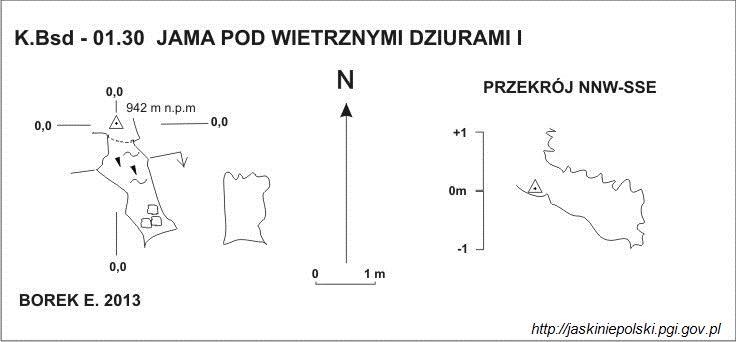 K.Bsd - 01.30 JAMA POD WIETRZNYMI DZIURAMI I
0,0
942 m n.p.m
0,0
0,0
0,0
N
0
1 m
PRZEKRÓJ NNW-SSE
+1
0m
-1
BOREK E. 2013
http://jaskiniepolski.pgi.gov.pl